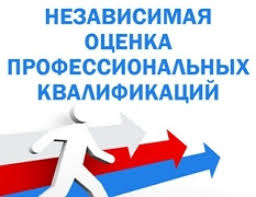 НЕЗАВИСИМАЯ
ОЦЕНКА
ПРОФЕССИОНАЛЬНЫХ
КВАЛИФИКАЦИЙ